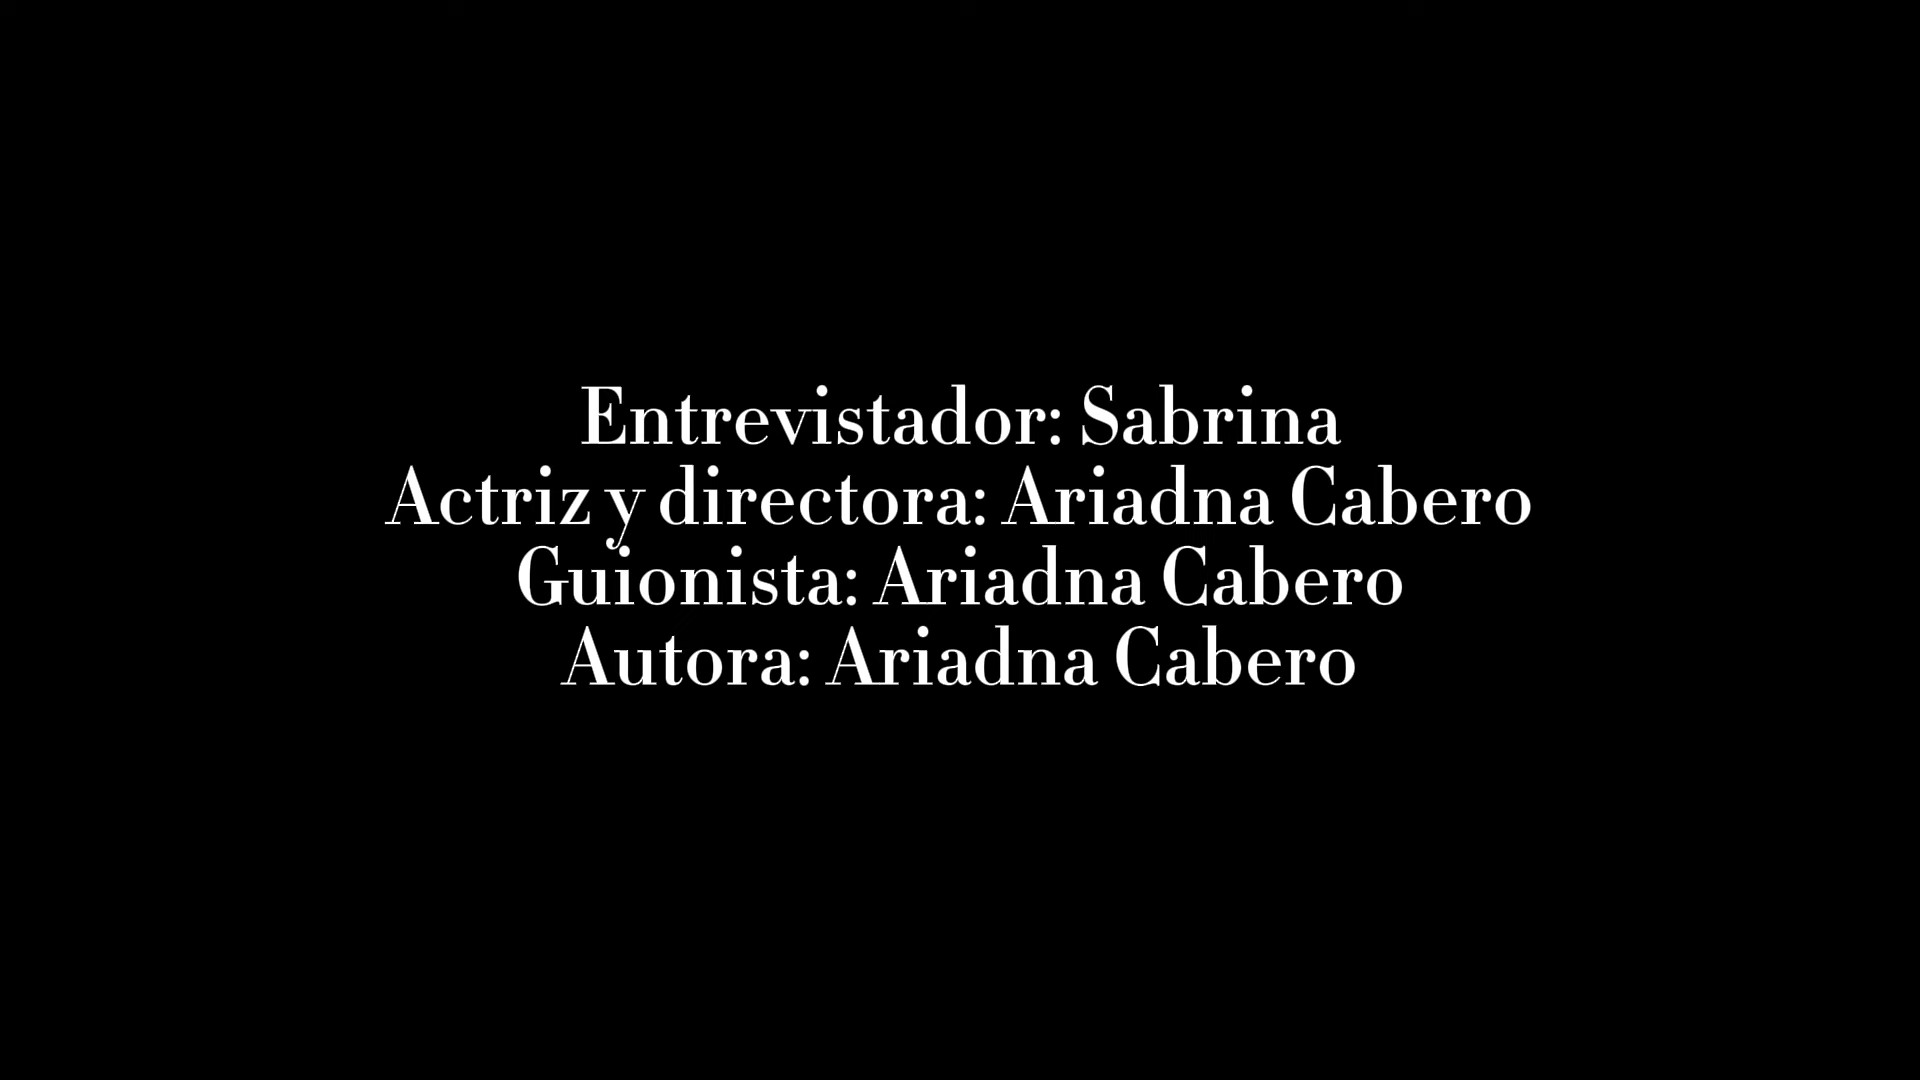 Entrevistador: Sabrina
Actriz y directora: Ariadna Cabero
Guionista: Ariadna Cabero
Autora: Ariadna Cabero